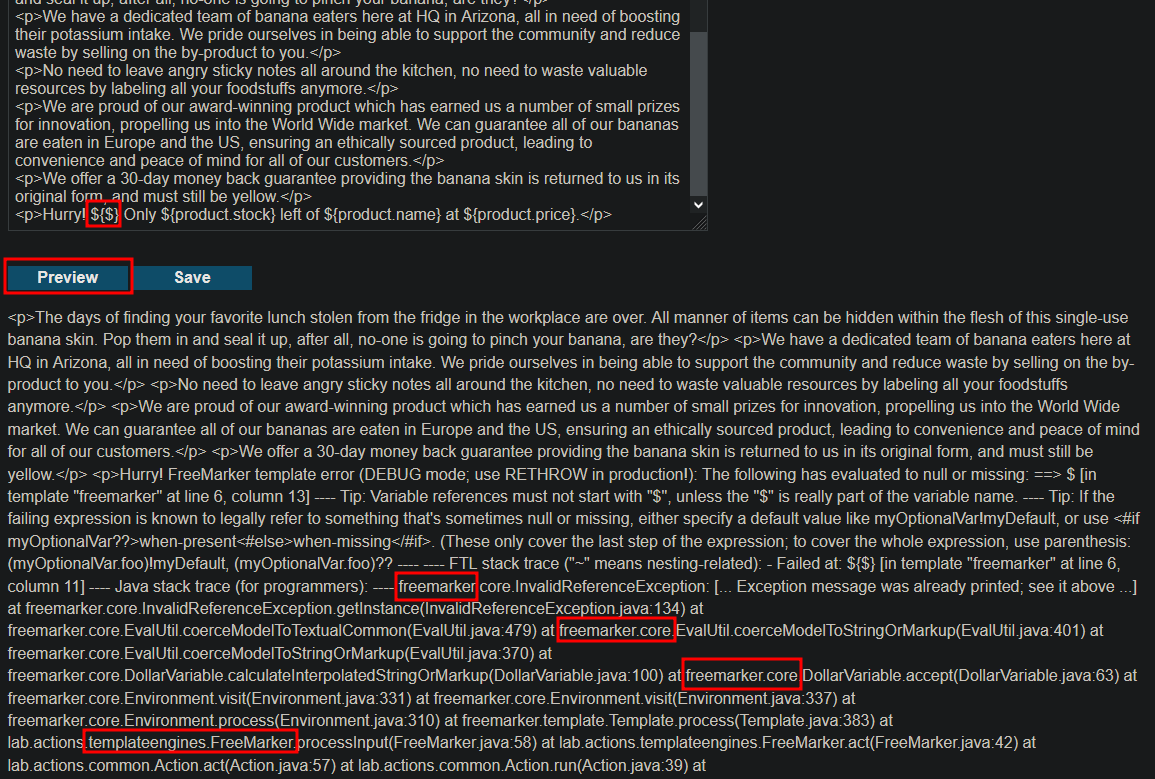 and seal it up, after all, no-one is going to pinch your banana, are they?</p>
<p>We have a dedicated team of banana eaters here at HQ in Arizona, all in need of boosting
their potassium intake. We pride ourselves in being able to support the community and reduce
waste by selling on the by-product to you.</p>
<p>No need to leave angry sticky notes all around the kitchen, no need to waste valuable
resources by labeling all your foodstuffs anymore.</p>
<p>We are proud of our award-winning product which has earned us a number of small prizes
for innovation, propelling us into the World Wide market. We can guarantee all of our bananas
are eaten in Europe and the US, ensuring an ethically sourced product, leading to
convenience and peace of mind for all of our customers.</p>
<p>We offer a 30-day money back guarantee providing the banana skin is returned to us in its
original form, and must still be yellow.</p>
<p>Hurry! ${$} Only ${product.stock} left of ${product.name} at ${product.price}.</p>
Preview Save
<p>The days of finding your favorite lunch stolen from the fridge in the workplace are over. All manner of items can be hidden within the flesh of this single-use
banana skin. Pop them in and seal it up, after all, no-one is going to pinch your banana, are they?</p> <p>We have a dedicated team of banana eaters here at
HQ in Arizona, all in need of boosting their potassium intake. We pride ourselves in being able to support the community and reduce waste by selling on the by-
product to you.</p> <p>No need to leave angry sticky notes all around the kitchen, no need to waste valuable resources by labeling all your foodstuffs
anymore.</p> <p>We are proud of our award-winning product which has earned us a number of small prizes for innovation, propelling us into the World Wide
market. We can guarantee all of our bananas are eaten in Europe and the US, ensuring an ethically sourced product, leading to convenience and peace of mind
for all of our customers.</p> <p>We offer a 30-day money back guarantee providing the banana skin is returned to us in its original form, and must still be
yellow.</p> <p>Hurry! FreeMarker template error (DEBUG mode; use RETHROW in production!): The following has evaluated to null or missing: ==> $ [in
template "freemarker" at line 6, column 13] ---- Tip: Variable references must not start with "$", unless the "$" is really part of the variable name. ---- Tip: If the
failing expression is known to legally refer to something that's sometimes null or missing, either specify a default value like myOptionalVar!myDefault, or use <#if
myOptionalVar??>when-present<#else>when-missing</#if>. (These only cover the last step of the expression; to cover the whole expression, use parenthesis:
(myOptionalVar.foo)!myDefault, (myOptionalVar.foo)?? ---- ---- FTL stack trace ("~" means nesting-related): - Failed at: ${$} [in template "freemarker" at line 6,
column 11] ---- Java stack trace (for programmers): ---- freemarker.core.InvalidReferenceException: [... Exception message was already printed; see it above ...]
at freemarker.core.InvalidReferenceException.getInstance(InvalidReferenceException.java:134) at
freemarker.core.EvalUtil.coerceModelToTextualCommon(EvalUtil.java:479) at freemarker.core.EvalUtil.coerceModelToStringOrMarkup(EvalUtil.java:401) at
freemarker.core.EvalUtil.coerceModelToStringOrMarkup(EvalUtil.java:370) at
freemarker.core.DollarVariable.calculateInterpolatedStringOrMarkup(DollarVariable.java:100) at freemarker.core.DollarVariable.accept(DollarVariable.java:63) at
freemarker.core.Environment.visit(Environment.java:331) at freemarker.core.Environment.visit(Environment.java:337) at
freemarker.core.Environment.process(Environment.java:310) at freemarker.template.Template.process(Template.java:383) at
lab.actions.templateengines.FreeMarker.processInput(FreeMarker.java:58) at lab.actions.templateengines.FreeMarker.act(FreeMarker.java:42) at
lab.actions.common.Action.act(Action.java:57) at lab.actions.common.Action.run(Action.java:39) at